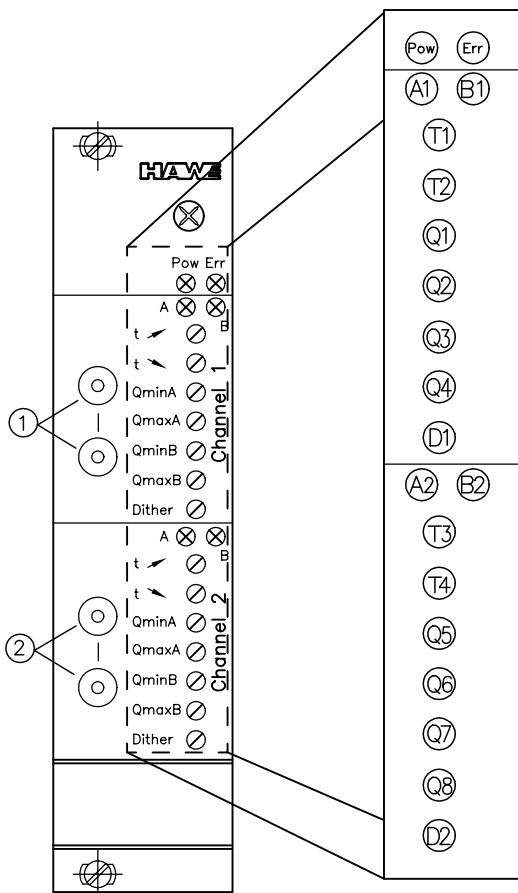 HAWE
Pow Err
A B
t
t
QminA
QmaxA
QminB
QmaxB
Dither
Channel 1
A B
t
t
QminA
QmaxA
QminB
QmaxB
Dither
Channel 2
1
2
Pow Err
A1 B1
T1
T2
Q1
Q2
Q3
Q4
D1
A2 B2
T3
T4
Q5
Q6
Q7
Q8
D2